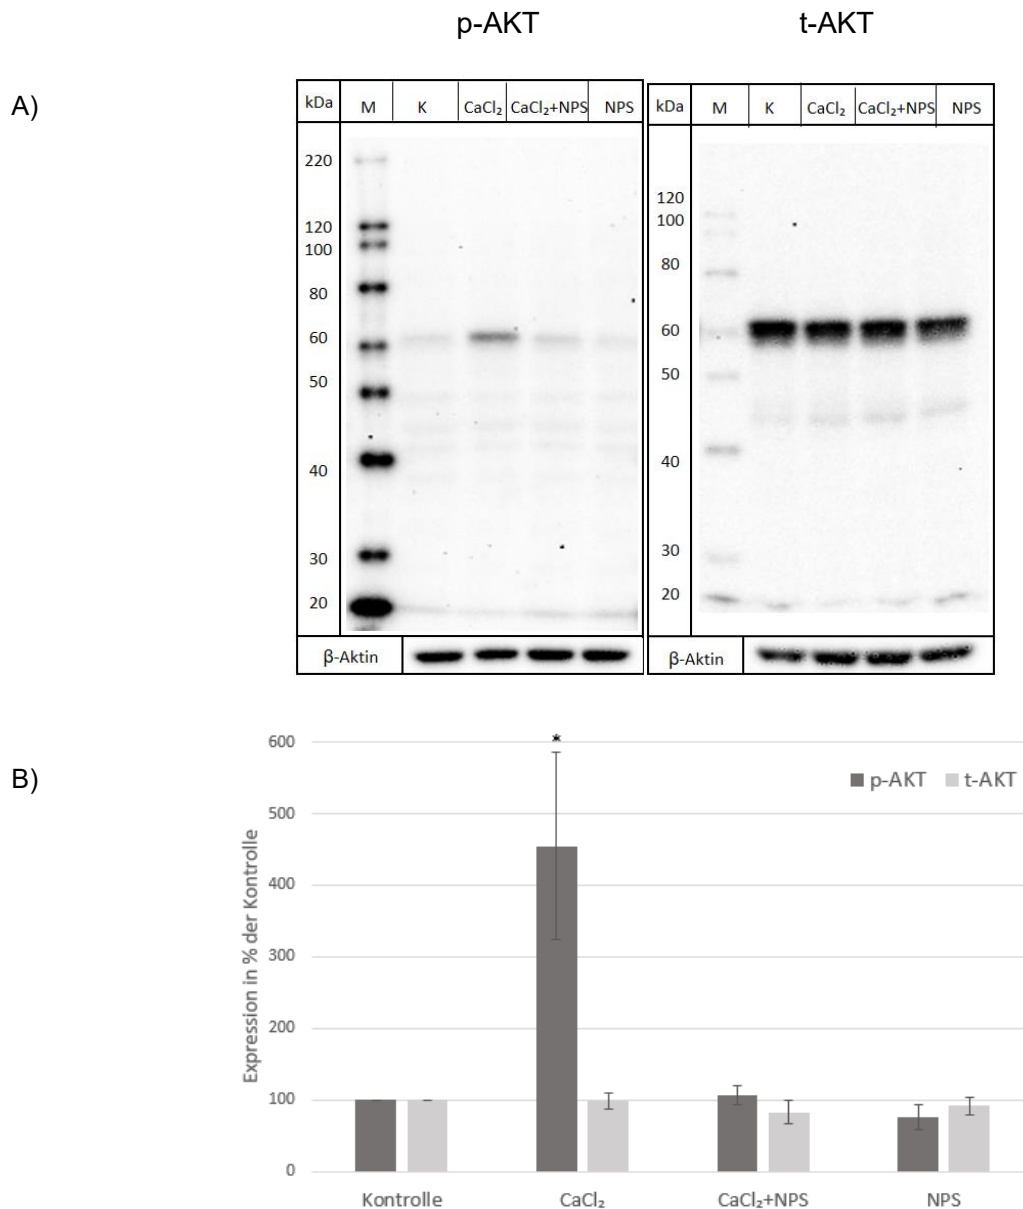 p-AKT t-AKT
A)
kDa M K CaCl₂ CaCl₂+NPS NPS
220
120
100
80
60
50
40
30
20
β-Aktin
kDa M K CaCl₂ CaCl₂+NPS NPS
120
100
80
60
50
40
30
20
β-Aktin
B)
Expression in % der Kontrolle
600
500
400
300
200
100
0
*
p-AKT t-AKT
Kontrolle CaCl₂ CaCl₂+NPS NPS